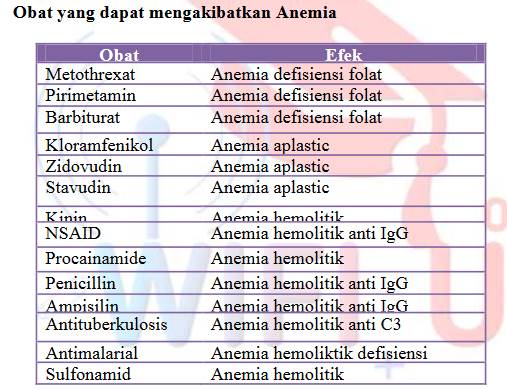 Obat yang dapat mengakibatkan Anemia
Obat Efek
Metothrexat Anemia defisiensi folat
Pirimetamin Anemia defisiensi folat
Barbiturat Anemia defisiensi folat
Kloramfenikol Anemia aplastic
Zidovudin Anemia aplastic
Stavudin Anemia aplastic
Kinin Anemia hemolitik
NSAID Anemia hemolitik anti IgG
Procainamide Anemia hemolitik
Penicillin Anemia hemolitik anti IgG
Ampisilin Anemia hemolitik anti IgG
Antituberkulosis Anemia hemolitik anti C3
Antimalarial Anemia hemoliktik defisiensi
Sulfonamid Anemia hemolitik